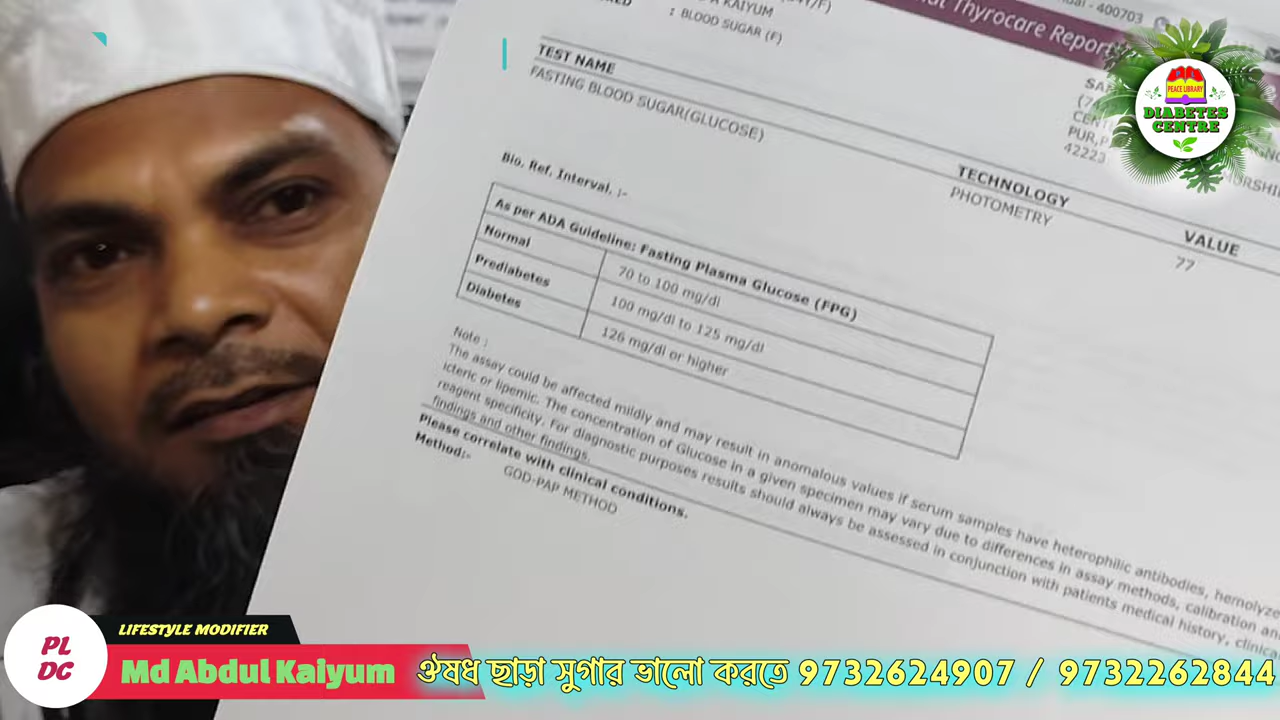 - 400703
Thyrocare Report
KAIYUM
: BLOOD SUGAR (F)
TEST NAME
FASTING BLOOD SUGAR(GLUCOSE)
TECHNOLOGY
PHOTOMETRY
VALUE
77
PUR,
42223
PEACE LIBRARY
DIABETES
CENTRE
Bio. Ref. Interval. :-
As per ADA Guideline: Fasting Plasma Glucose (FPG)
Normal 70 to 100 mg/dl
Prediabetes 100 mg/dl to 125 mg/dl
Diabetes 126 mg/dl or higher
Note :
The assay could be affected mildly and may result in anomalous values if serum samples have heterophilic antibodies,
icteric or lipemic. The concentration of Glucose in a given specimen may vary due to differences in assay methods, calibration
reagent specificity. For diagnostic purposes results should always be assessed in conjunction with patients medical history,
findings and other findings.
Please correlate with clinical conditions.
Method:-
GOD-PAP METHOD
PL
DC
LIFESTYLE MODIFIER
Md Abdul Kaiyum
ঔষধ ছাড়া সুগার ভালো করতে 9732624907 / 9732262844